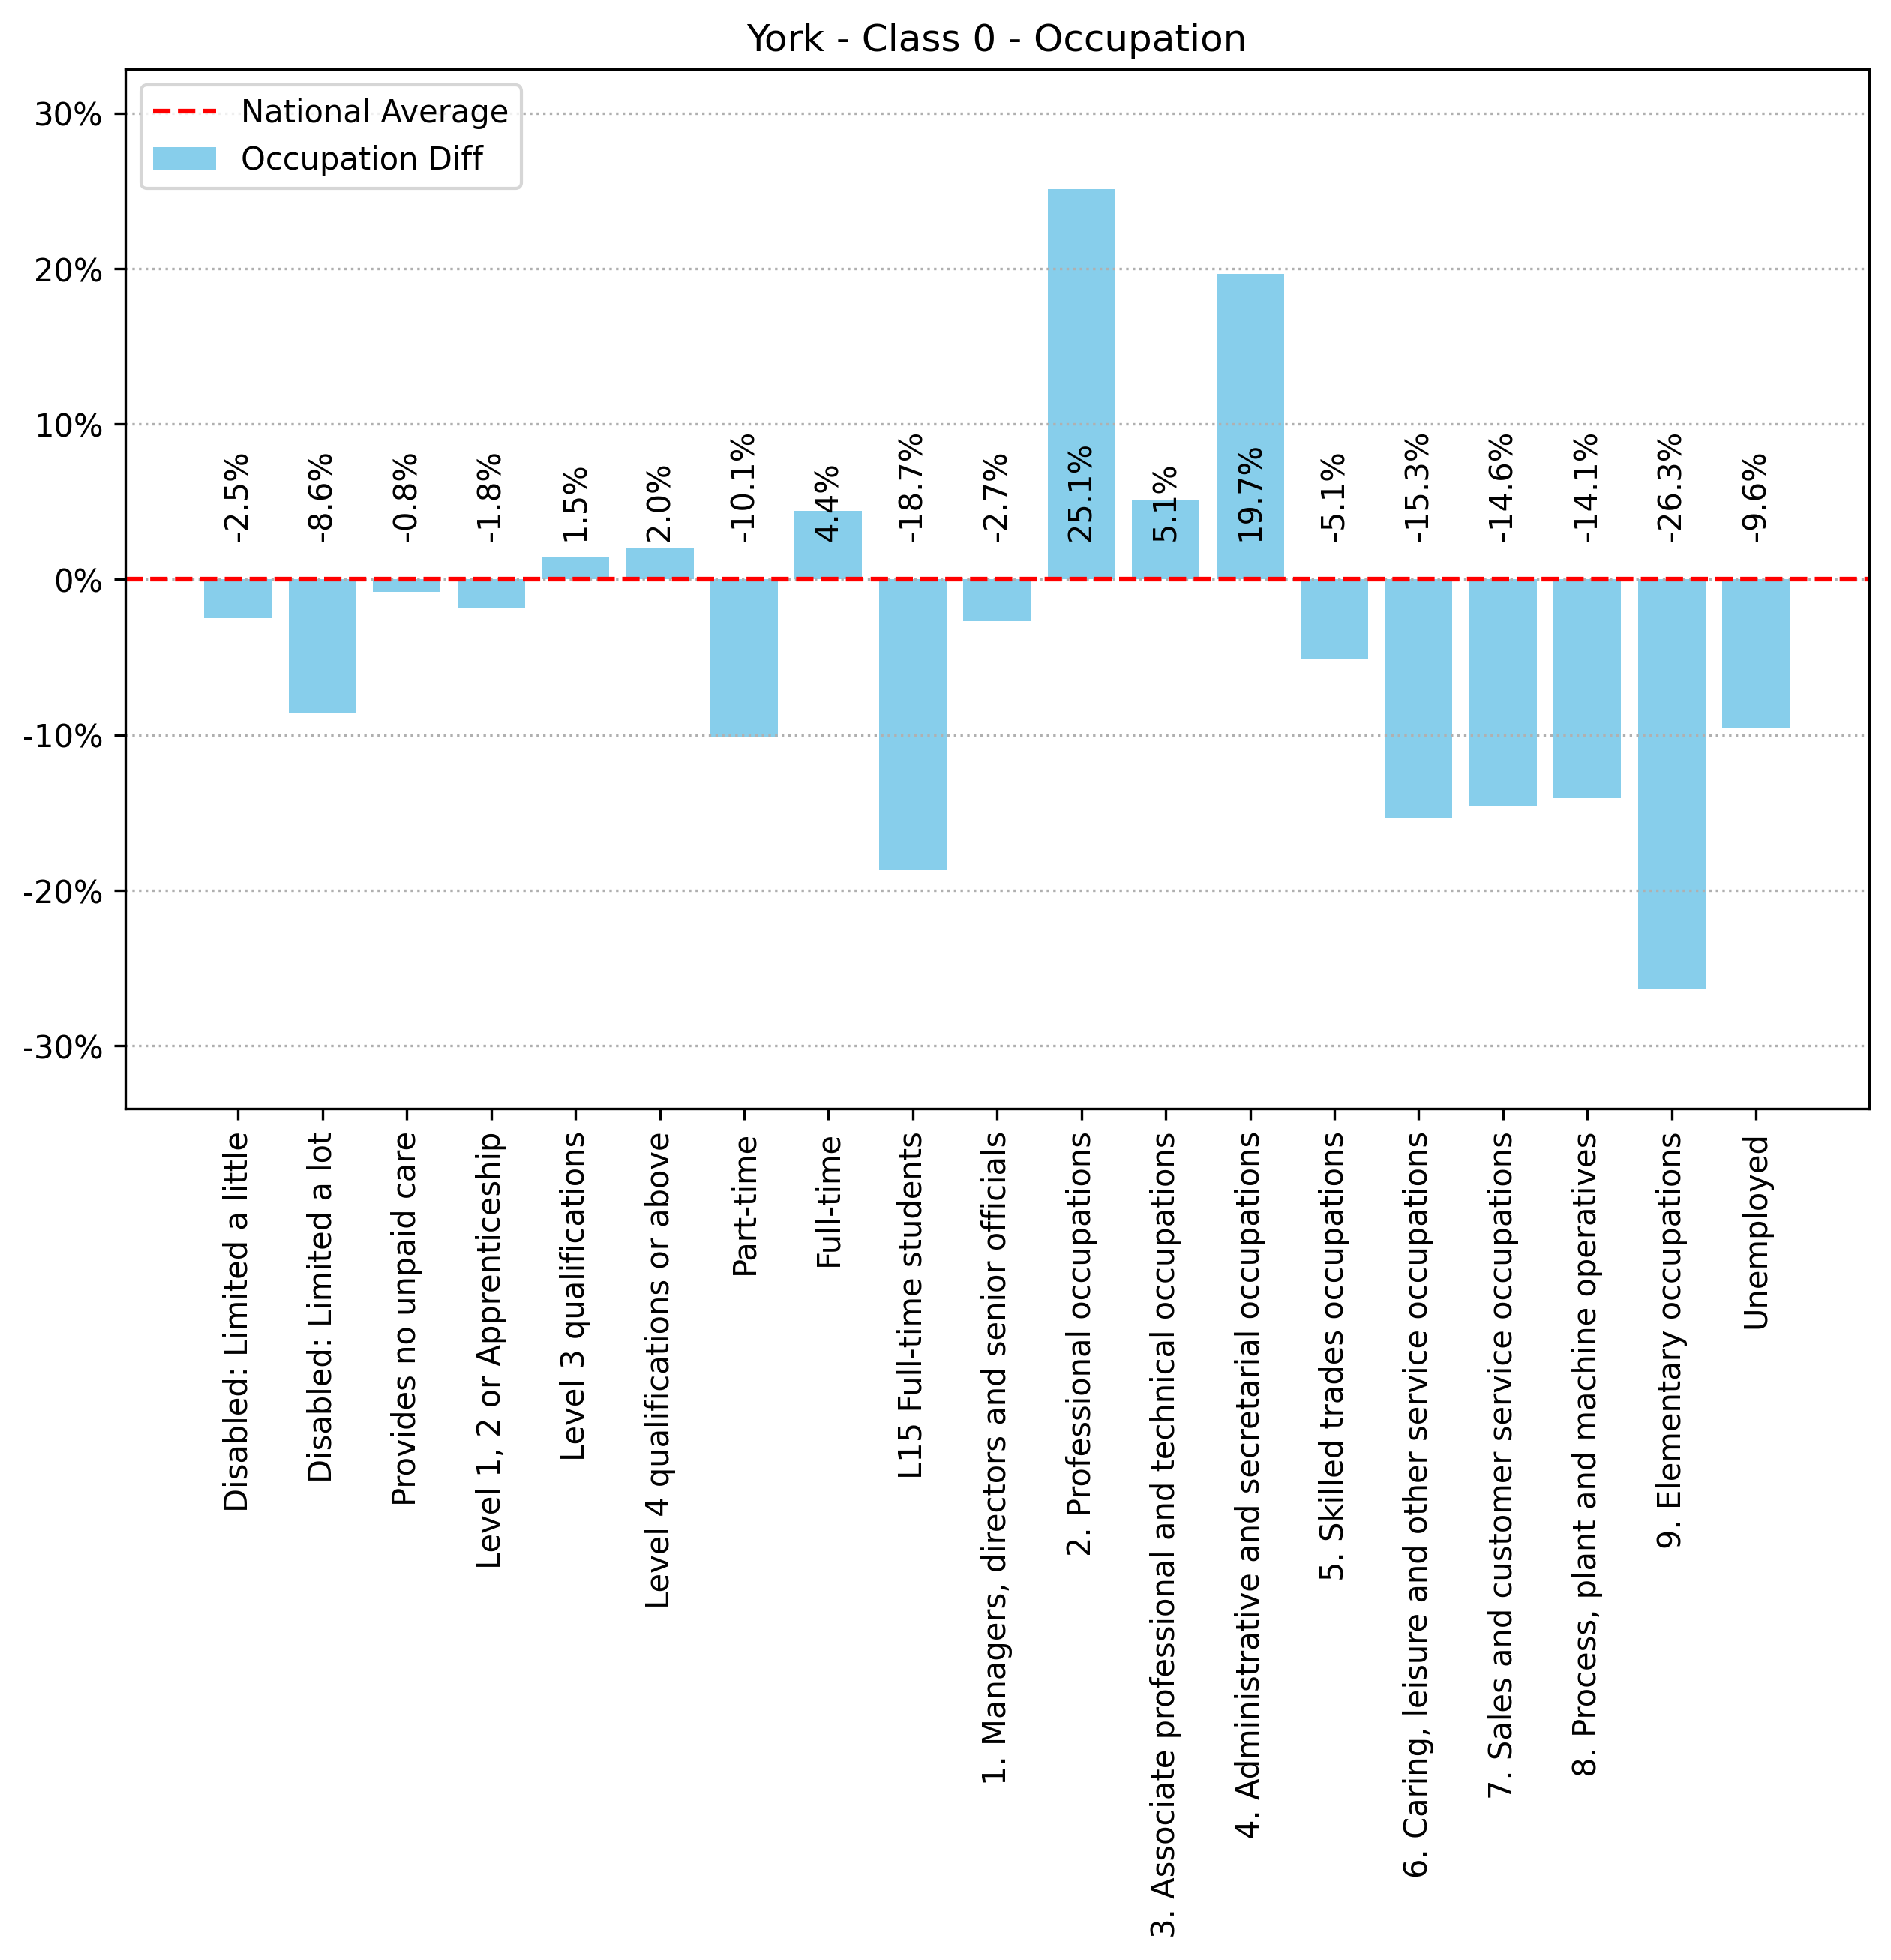 York - Class 0 - Occupation
National Average
Occupation Diff
30%
20%
10%
0%
-10%
-20%
-30%
-2.5%
-8.6%
-0.8%
-1.8%
1.5%
2.0%
-10.1%
4.4%
-18.7%
-2.7%
25.1%
5.1%
19.7%
-5.1%
-15.3%
-14.6%
-14.1%
-26.3%
-9.6%
Disabled: Limited a little
Disabled: Limited a lot
Provides no unpaid care
Level 1, 2 or Apprenticeship
Level 3 qualifications
Level 4 qualifications or above
Part-time
Full-time
L15 Full-time students
1. Managers, directors and senior officials
2. Professional occupations
3. Associate professional and technical occupations
4. Administrative and secretarial occupations
5. Skilled trades occupations
6. Caring, leisure and other service occupations
7. Sales and customer service occupations
8. Process, plant and machine operatives
9. Elementary occupations
Unemployed